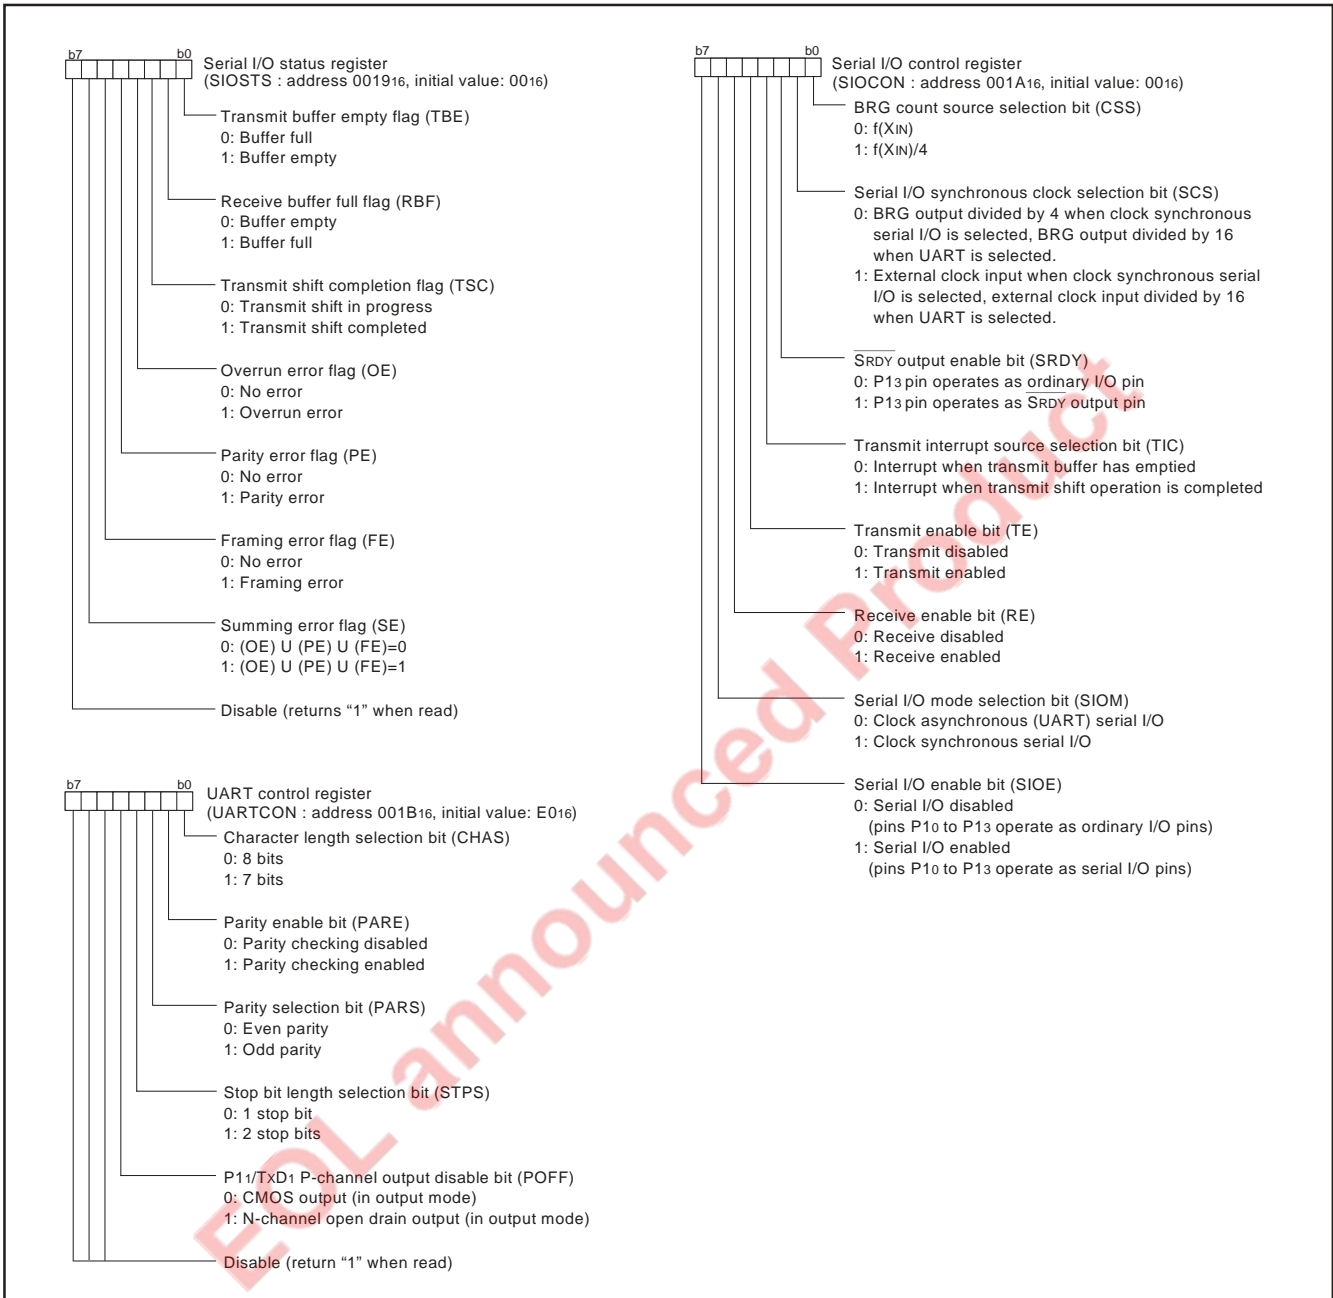 b7 b0
Serial I/O status register
(SIOSTS : address 001916, initial value: 0016)
Transmit buffer empty flag (TBE)
0: Buffer full
1: Buffer empty
Receive buffer full flag (RBF)
0: Buffer empty
1: Buffer full
Transmit shift completion flag (TSC)
0: Transmit shift in progress
1: Transmit shift completed
Overrun error flag (OE)
0: No error
1: Overrun error
Parity error flag (PE)
0: No error
1: Parity error
Framing error flag (FE)
0: No error
1: Framing error
Summing error flag (SE)
0: (OE) U (PE) U (FE)=0
1: (OE) U (PE) U (FE)=1
Disable (returns “1” when read)
b7 b0
UART control register
(UARTCON : address 001B16, initial value: E016)
Character length selection bit (CHAS)
0: 8 bits
1: 7 bits
Parity enable bit (PARE)
0: Parity checking disabled
1: Parity checking enabled
Parity selection bit (PARS)
0: Even parity
1: Odd parity
Stop bit length selection bit (STPS)
0: 1 stop bit
1: 2 stop bits
P11/TxD1 P-channel output disable bit (POFF)
0: CMOS output (in output mode)
1: N-channel open drain output (in output mode)
Disable (return “1” when read)
b7 b0
Serial I/O control register
(SIOCON : address 001A16, initial value: 0016)
BRG count source selection bit (CSS)
0: f(XIN)
1: f(XIN)/4
Serial I/O synchronous clock selection bit (SCS)
0: BRG output divided by 4 when clock synchronous
serial I/O is selected, BRG output divided by 16
when UART is selected.
1: External clock input when clock synchronous serial
I/O is selected, external clock input divided by 16
when UART is selected.
SRDY output enable bit (SRDY)
0: P13 pin operates as ordinary I/O pin
1: P13 pin operates as SRDY output pin
Transmit interrupt source selection bit (TIC)
0: Interrupt when transmit buffer has emptied
1: Interrupt when transmit shift operation is completed
Transmit enable bit (TE)
0: Transmit disabled
1: Transmit enabled
Receive enable bit (RE)
0: Receive disabled
1: Receive enabled
Serial I/O mode selection bit (SIOM)
0: Clock asynchronous (UART) serial I/O
1: Clock synchronous serial I/O
Serial I/O enable bit (SIOE)
0: Serial I/O disabled
(pins P10 to P13 operate as ordinary I/O pins)
1: Serial I/O enabled
(pins P10 to P13 operate as serial I/O pins)
EOL announced Product